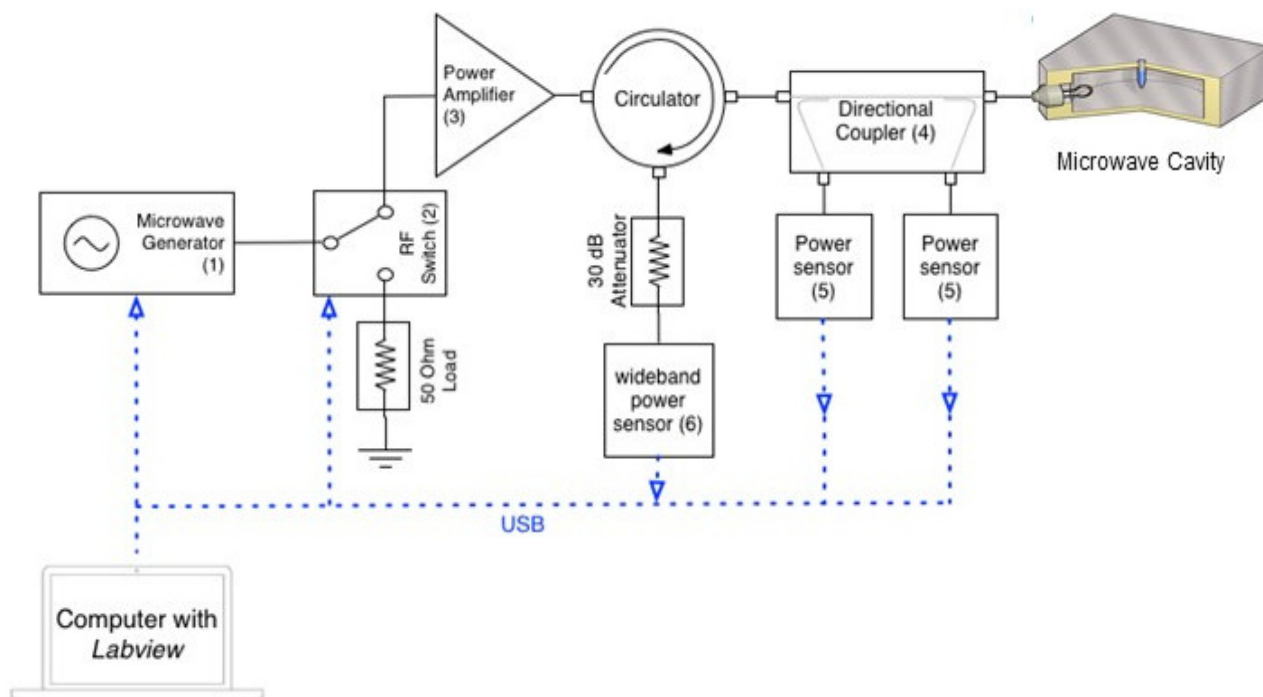 Power
Amplifier
(3)
Circulator
Directional
Coupler (4)
Microwave Cavity
Microwave
Generator
(1)
RF
Switch (2)
50 Ohm
Load
30 dB
Attenuator
wideband
power
sensor (6)
Power
sensor
(5)
Power
sensor
(5)
USB
Computer with
Labview